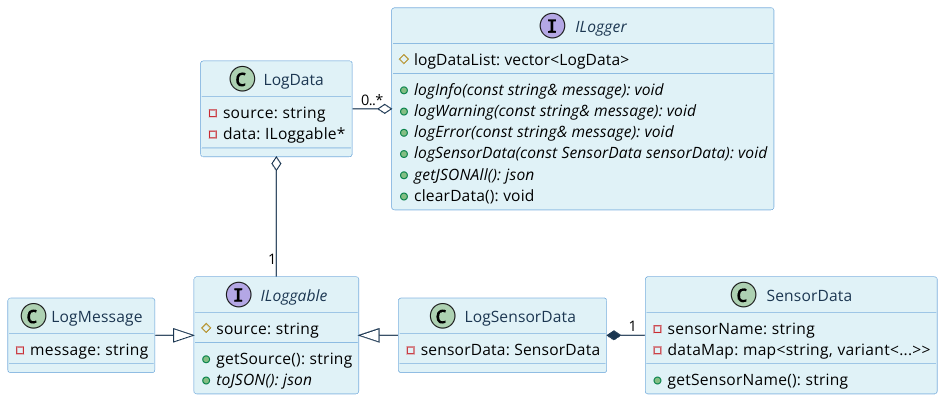 I ILogger
logDataList: vector<LogData>
logInfo(const string& message): void
logWarning(const string& message): void
logError(const string& message): void
logSensorData(const SensorData sensorData): void
getJSONAll(): json
clearData(): void
C LogData
source: string
data: ILoggable*
0..*
1
C LogMessage
message: string
I ILoggable
source: string
getSource(): string
toJSON(): json
C LogSensorData
sensorData: SensorData
1
C SensorData
sensorName: string
dataMap: map<string, variant<...>>
getSensorName(): string